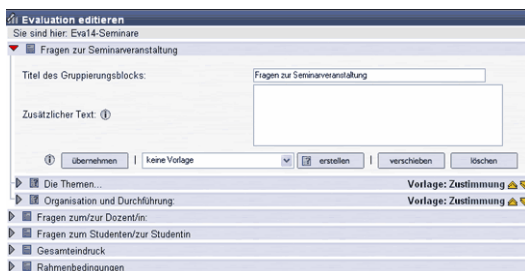 Evaluation editieren
Sie sind hier: Eva14-Seminare
Fragen zur Seminarveranstaltung
Titel des Gruppierungsblocks: Fragen zur Seminarveranstaltung
Zusätzlicher Text:
übernehmen | keine Vorlage erstellen | verschieben löschen
Die Themen... Vorlage: Zustimmung
Organisation und Durchführung: Vorlage: Zustimmung
Fragen zum/zur Dozent/in:
Fragen zum Studenten/zur Studentin
Gesamteindruck
Rahmenbedingungen